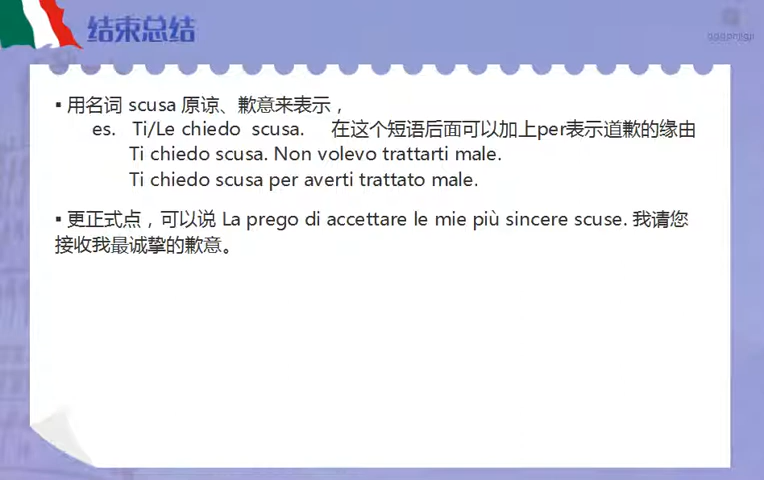 结束总结
▪ 用名词 scusa 原谅、歉意来表示，
es. Ti/Le chiedo scusa. 在这个短语后面可以加上per表示道歉的缘由
Ti chiedo scusa. Non volevo trattarti male.
Ti chiedo scusa per averti trattato male.
▪ 更正式点，可以说 La prego di accettare le mie più sincere scuse. 我请您
接收我最诚挚的歉意。